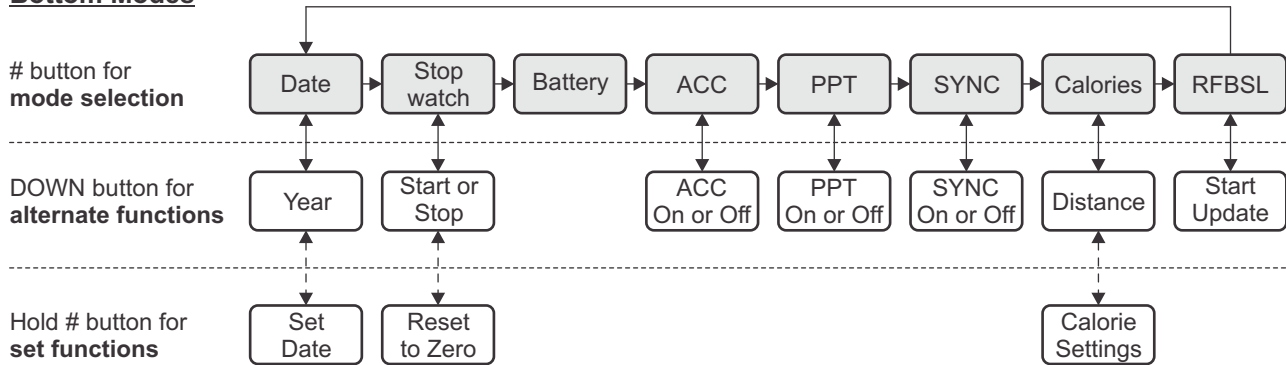 Bottom Modes
# button for
mode selection
Date
Stop
watch
Battery
ACC
PPT
SYNC
Calories
RFBSL
DOWN button for
alternate functions
Year
Start or
Stop
ACC
On or Off
PPT
On or Off
SYNC
On or Off
Distance
Start
Update
Hold # button for
set functions
Set
Date
Reset
to Zero
Calorie
Settings